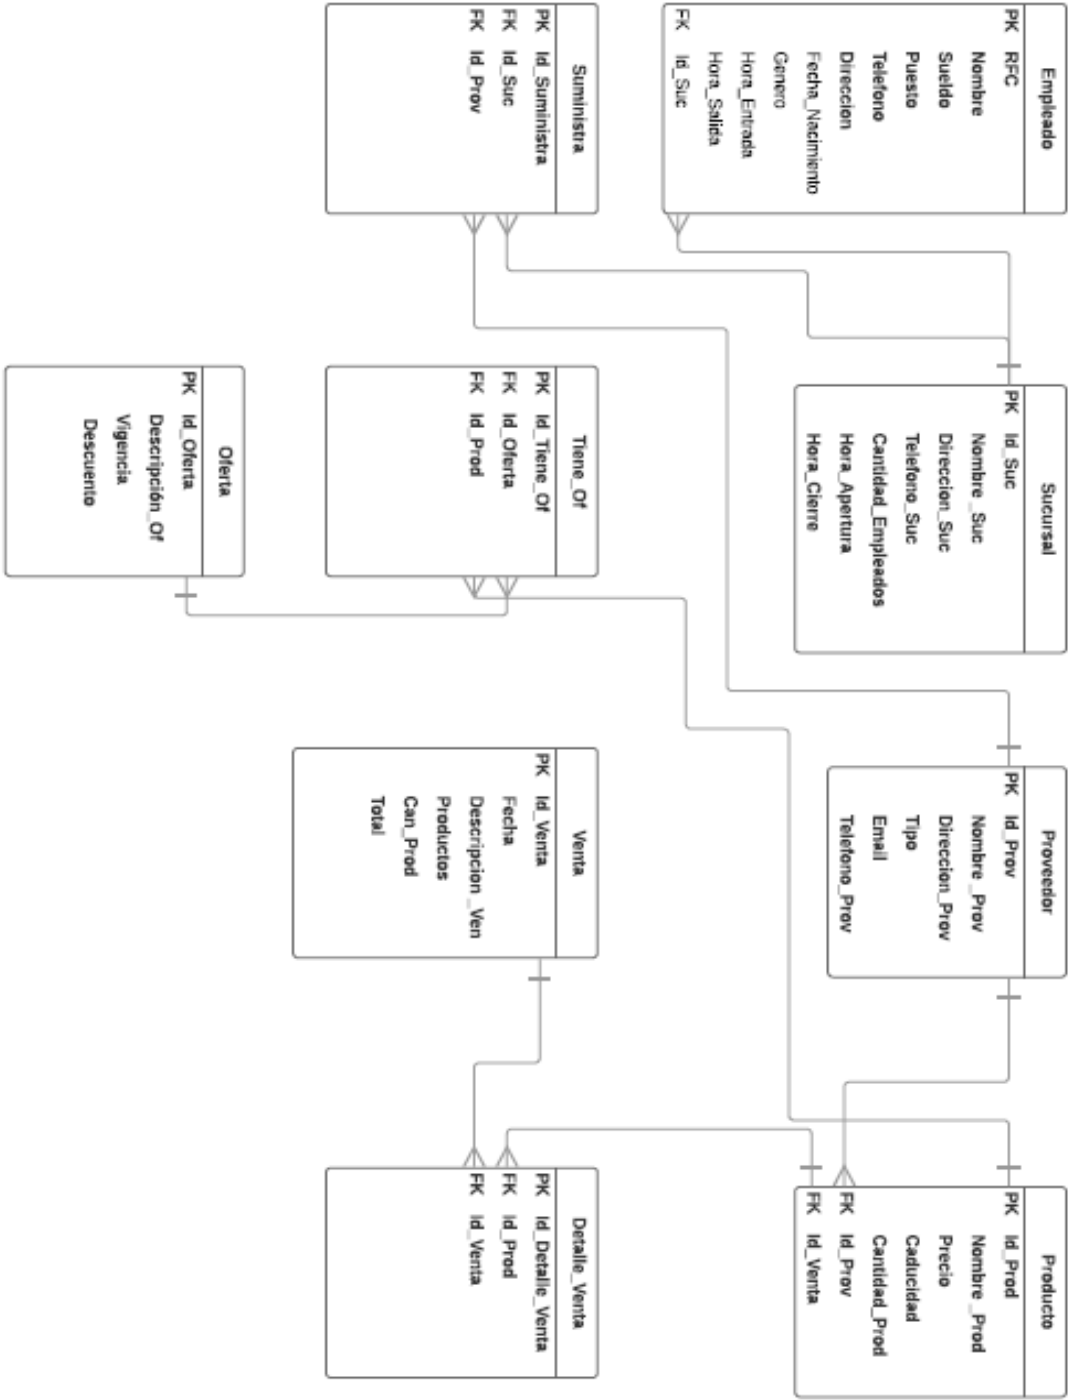 Empleado
PK RFC
Nombre
Sueldo
Puesto
Telefono
Direccion
Fecha_Nacimiento
Genero
Hora_Entrada
Hora_Salida
FK Id_Suc
Sucursal
PK Id_Suc
Nombre_Suc
Direccion_Suc
Telefono_Suc
Cantidad_Empleados
Hora_Apertura
Hora_Cierre
Proveedor
PK Id_Prov
Nombre_Prov
Direccion_Prov
Tipo
Email
Telefono_Prov
Producto
PK Id_Prod
Nombre_Prod
Precio
Caducidad
Cantidad_Prod
FK Id_Prov
FK Id_Venta
Suministra
PK Id_Suministra
FK Id_Suc
FK Id_Prov
Tiene_Of
PK Id_Tiene_Of
FK Id_Oferta
FK Id_Prod
Venta
PK Id_Venta
Fecha
Descripcion_Ven
Productos
Can_Prod
Total
Detalle_Venta
PK Id_Detalle_Venta
FK Id_Prod
FK Id_Venta
Oferta
PK Id_Oferta
Descripción_Of
Vigencia
Descuento